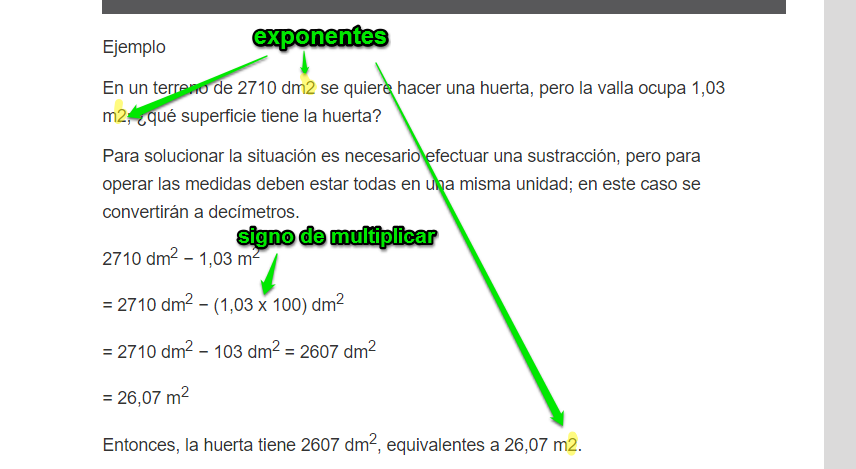 Ejemplo
exponentes
En un terreno de 2710 dm2 se quiere hacer una huerta, pero la valla ocupa 1,03
m2; ¿qué superficie tiene la huerta?
Para solucionar la situación es necesario efectuar una sustracción, pero para
operar las medidas deben estar todas en una misma unidad; en este caso se
convertirán a decímetros.
signo de multiplicar
2710 dm² − 1,03 m²
= 2710 dm² − (1,03 x 100) dm²
= 2710 dm² − 103 dm² = 2607 dm²
= 26,07 m²
Entonces, la huerta tiene 2607 dm², equivalentes a 26,07 m2.